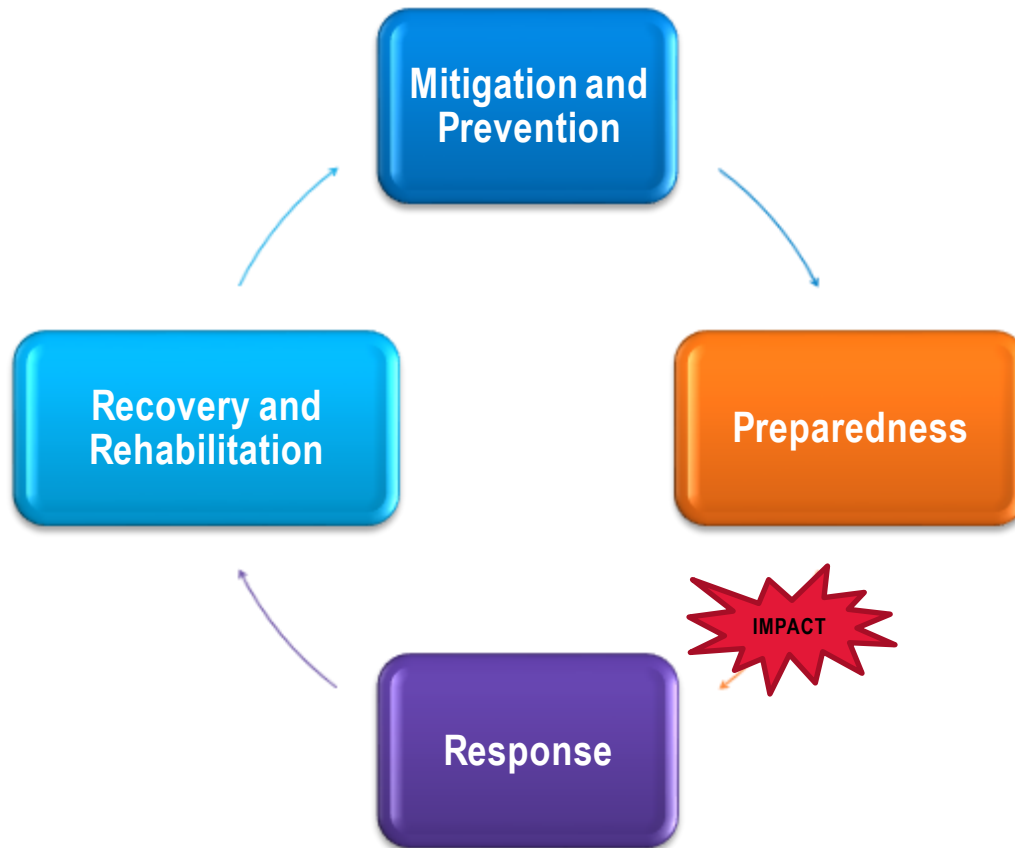 Mitigation and
Prevention
Recovery and
Rehabilitation
Preparedness
IMPACT
Response